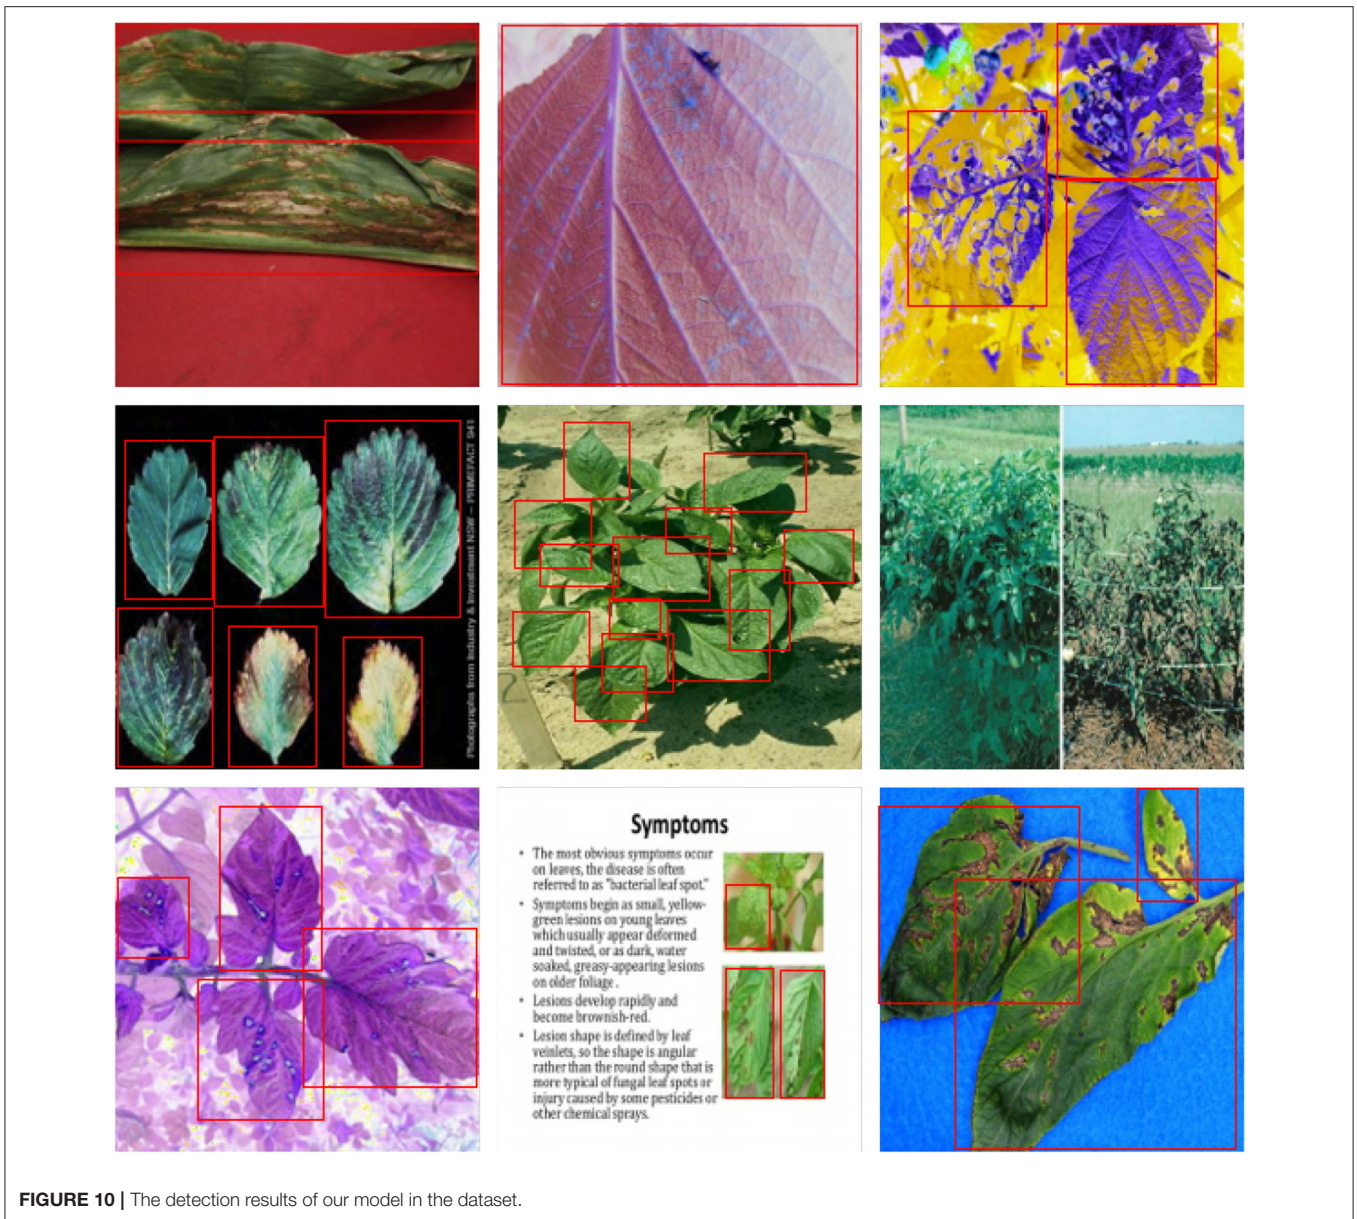 Photographs from Industry & Investment NSW – PRIMEFACT 941
2
Symptoms
• The most obvious symptoms occur
on leaves, the disease is often
referred to as "bacterial leaf spot."
• Symptoms begin as small, yellow-
green lesions on young leaves
which usually appear deformed
and twisted, or as dark, water
soaked, greasy-appearing lesions
on older foliage .
• Lesions develop rapidly and
become brownish-red.
• Lesion shape is defined by leaf
veinlets, so the shape is angular
rather than the round shape that is
more typical of fungal leaf spots or
injury caused by some pesticides or
other chemical sprays.
FIGURE 10 | The detection results of our model in the dataset.